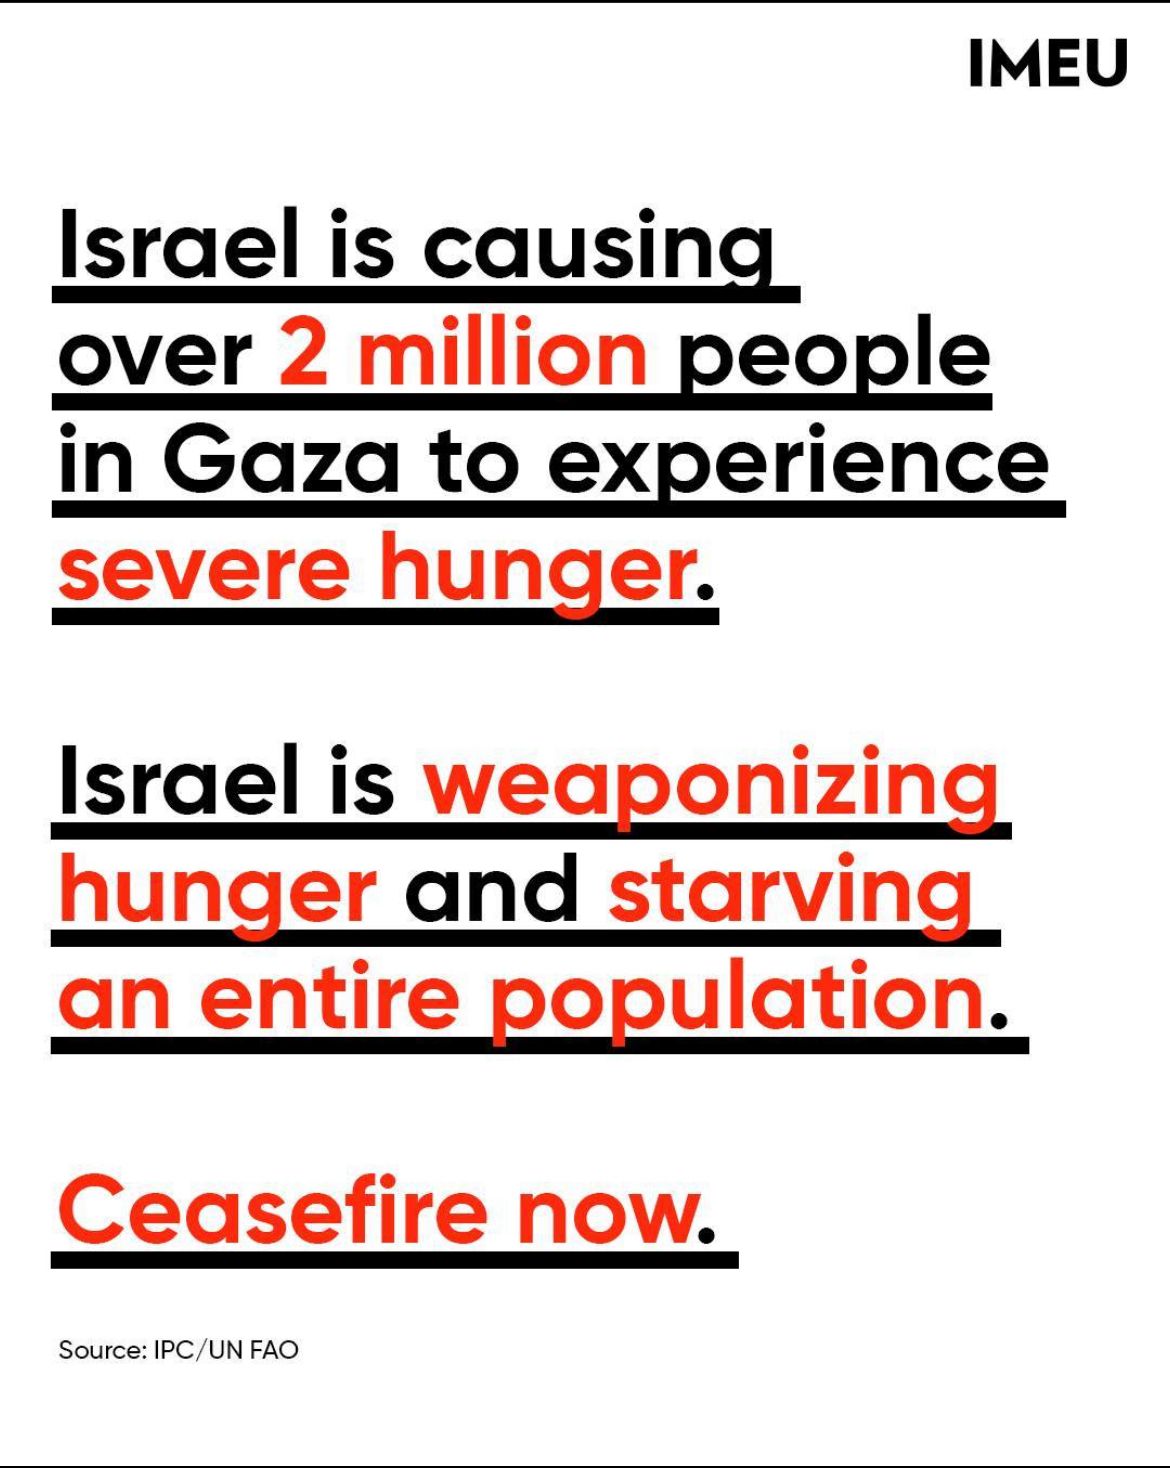 IMEU
Israel is causing
over 2 million people
in Gaza to experience
severe hunger.
Israel is weaponizing
hunger and starving
an entire population.
Ceasefire now.
Source: IPC/UN FAO